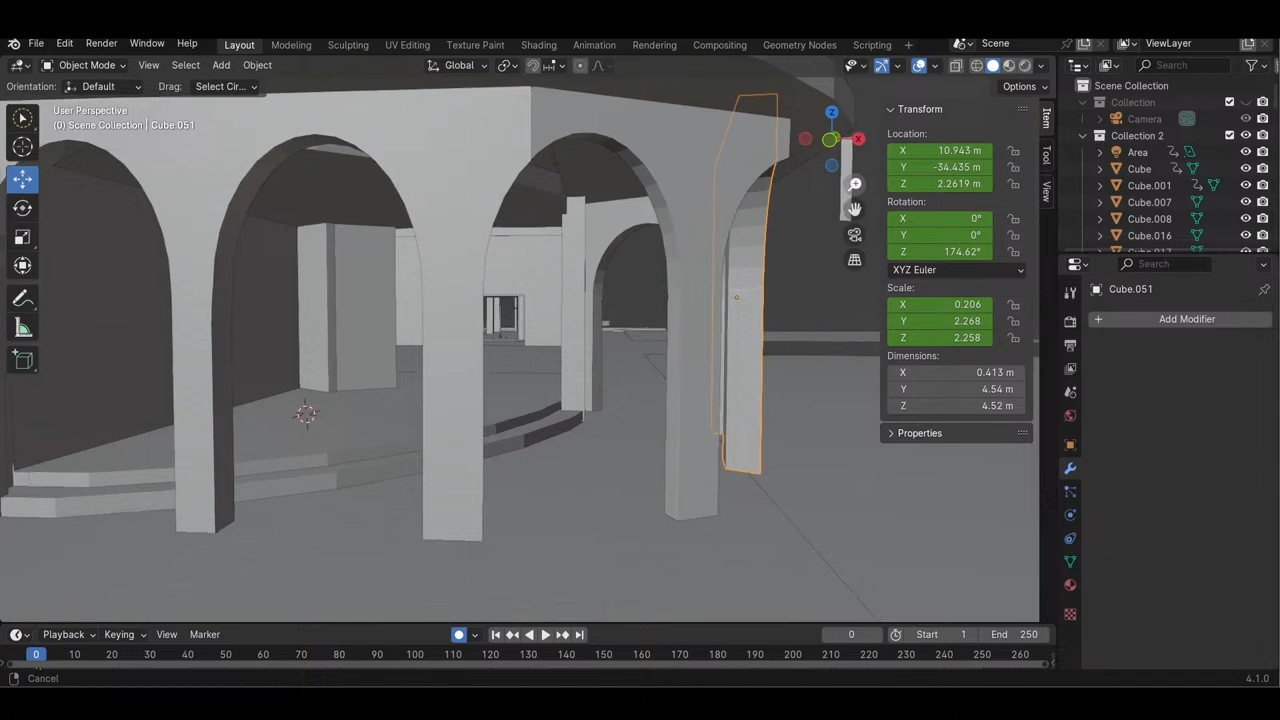 File Edit Render Window Help Layout Modeling Sculpting UV Editing Texture Paint Shading Animation Rendering Compositing Geometry Nodes Scripting + Scene ViewLayer
Object Mode View Select Add Object Global Search
Orientation: Default Drag: Select Cir... Options
Scene Collection
User Perspective
(0) Scene Collection | Cube.051
Collection
Camera
Collection 2
Area
Cube
Cube.001
Cube.007
Cube.008
Cube.016
Z
X
Transform
Location:
X 10.943 m
Y -34.435 m
Z 2.2619 m
Rotation:
X 0°
Y 0°
Z 174.62°
XYZ Euler
Scale:
X 0.206
Y 2.268
Z 2.258
Dimensions:
X 0.413 m
Y 4.54 m
Z 4.52 m
Properties
Item
Tool
View
Search
Cube.051
+ Add Modifier
Playback Keying View Marker 0 Start 1 End 250
0 10 20 30 40 50 60 70 80 90 100 110 120 130 140 150 160 170 180 190 200 210 220 230 240 250 260
Cancel 4.1.0